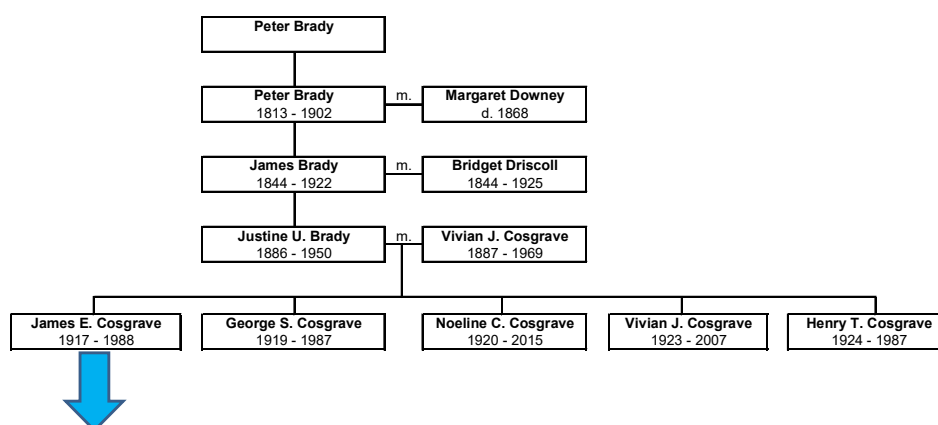 Peter Brady
Peter Brady m. Margaret Downey
1813 - 1902 d. 1868
James Brady m. Bridget Driscoll
1844 - 1922 1844 - 1925
Justine U. Brady m. Vivian J. Cosgrave
1886 - 1950 1887 - 1969
James E. Cosgrave George S. Cosgrave Noeline C. Cosgrave Vivian J. Cosgrave Henry T. Cosgrave
1917 - 1988 1919 - 1987 1920 - 2015 1923 - 2007 1924 - 1987